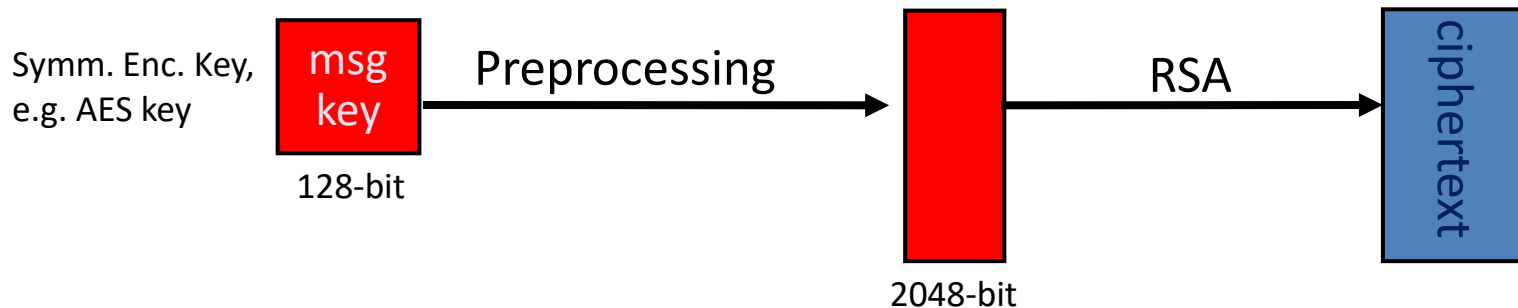 Symm. Enc. Key,
e.g. AES key
msg
key
128-bit
Preprocessing
2048-bit
RSA
ciphertext